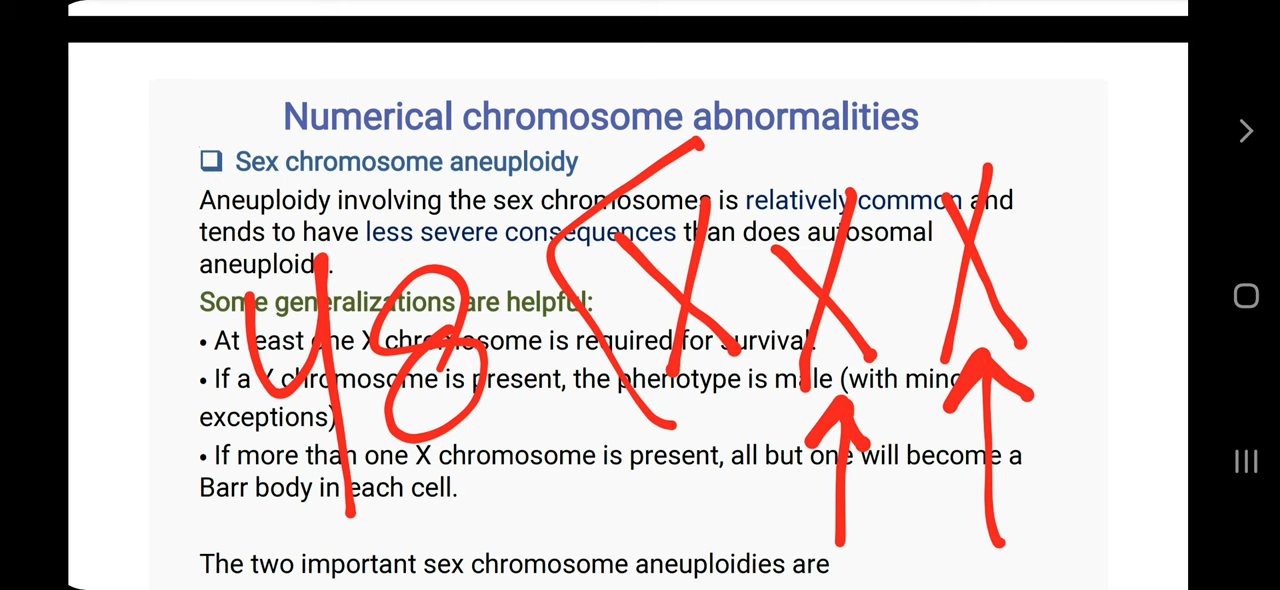 Numerical chromosome abnormalities
❑ Sex chromosome aneuploidy
Aneuploidy involving the sex chromosomes is relatively common and
tends to have less severe consequences than does autosomal
aneuploidy.
Some generalizations are helpful:
• At least one X chromosome is required for survival.
• If a Y chromosome is present, the phenotype is male (with minor
exceptions)
• If more than one X chromosome is present, all but one will become a
Barr body in each cell.
The two important sex chromosome aneuploidies are
48 X X X